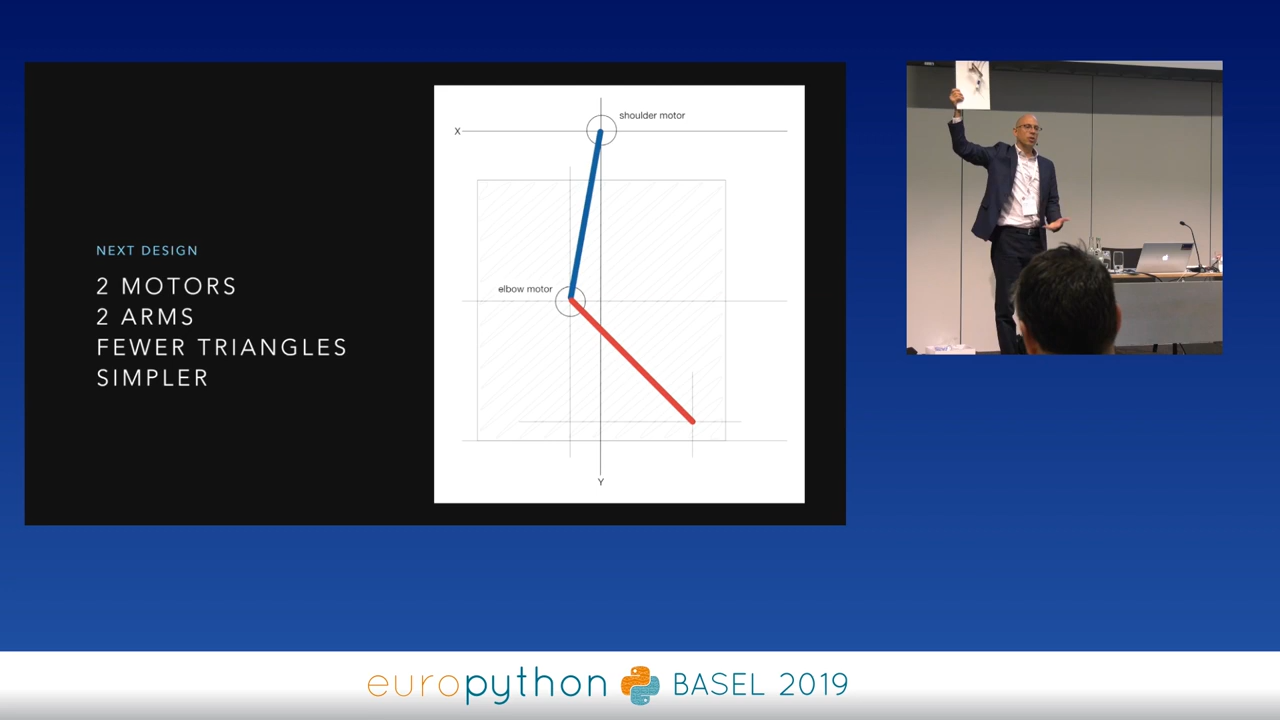 NEXT DESIGN
2 MOTORS
2 ARMS
FEWER TRIANGLES
SIMPLER
shoulder motor
X
elbow motor
Y
europython BASEL 2019